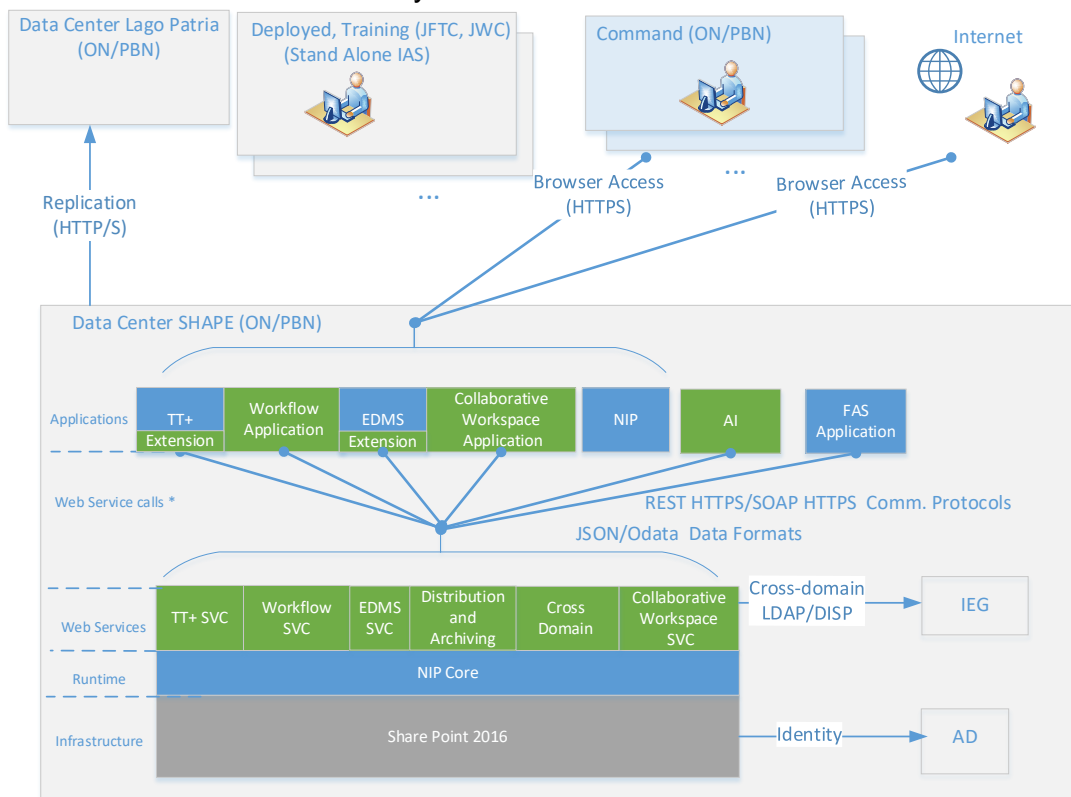 Data Center Lago Patria
(ON/PBN)
Deployed, Training (JFTC, JWC)
(Stand Alone IAS)
...
Command (ON/PBN)
...
Internet
Replication
(HTTP/S)
Browser Access
(HTTPS)
Browser Access
(HTTPS)
Data Center SHAPE (ON/PBN)
Applications
TT+
Extension
Workflow
Application
EDMS
Extension
Collaborative
Workspace
Application
NIP
AI
FAS
Application
Web Service calls *
REST HTTPS/SOAP HTTPS Comm. Protocols
JSON/Odata Data Formats
Web Services
TT+ SVC
Workflow
SVC
EDMS
SVC
Distribution
and
Archiving
Cross
Domain
Collaborative
Workspace
SVC
Cross-domain
LDAP/DISP
IEG
Runtime
NIP Core
Infrastructure
Share Point 2016
Identity
AD